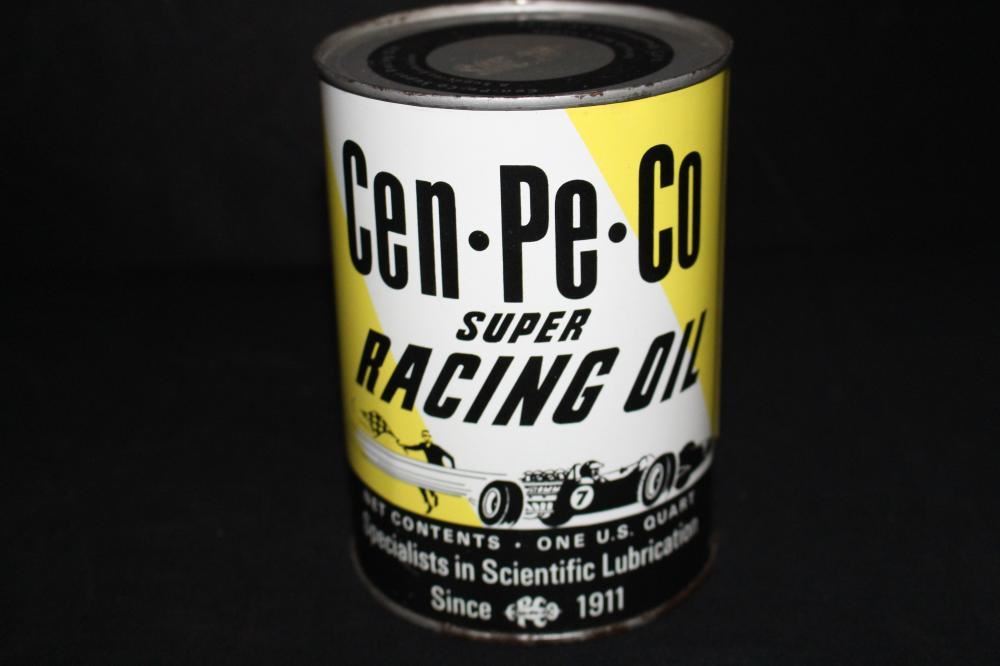 Cen·Pe·Co
SUPER
RACING OIL
7
NET CONTENTS · ONE U.S. QUART
Specialists in Scientific Lubrication
Since 1911